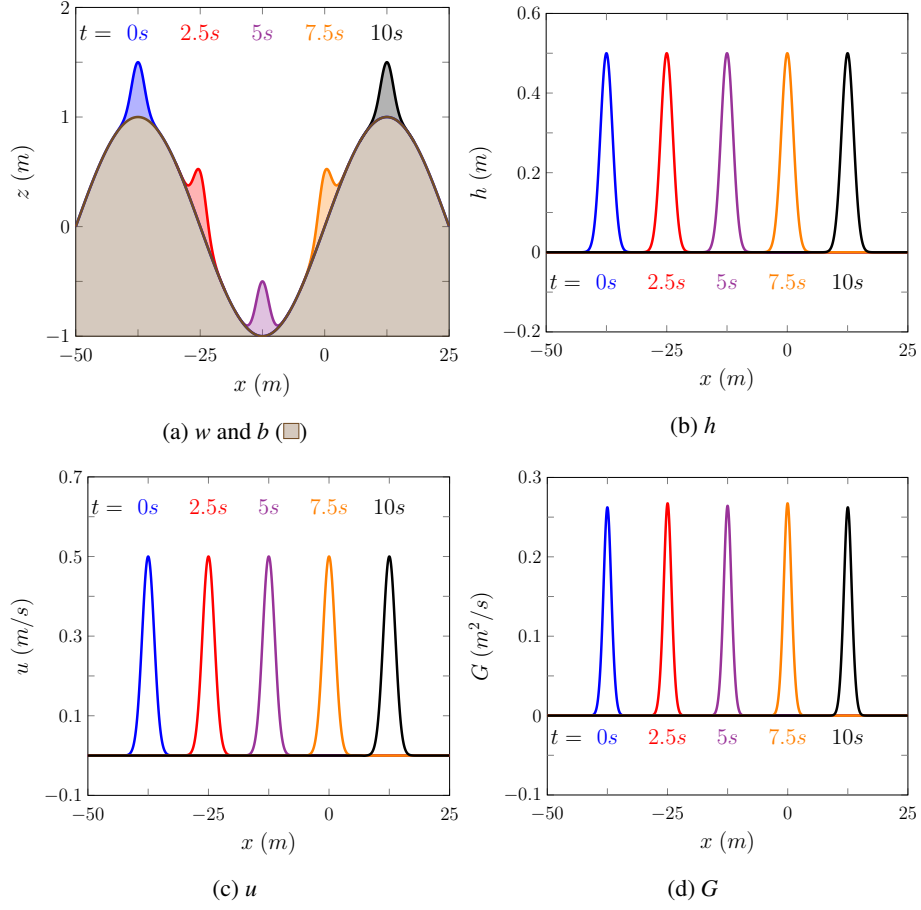 2
1
0
−1
z (m)
t = 0s 2.5s 5s 7.5s 10s
−50 −25 0 25
x (m)
(a) w and b ( )
0.6
0.4
0.2
0
−0.2
h (m)
t = 0s 2.5s 5s 7.5s 10s
−50 −25 0 25
x (m)
(b) h
0.7
0.5
0.3
0.1
−0.1
u (m/s)
t = 0s 2.5s 5s 7.5s 10s
−50 −25 0 25
x (m)
(c) u
0.3
0.2
0.1
0
−0.1
G (m²/s)
t = 0s 2.5s 5s 7.5s 10s
−50 −25 0 25
x (m)
(d) G